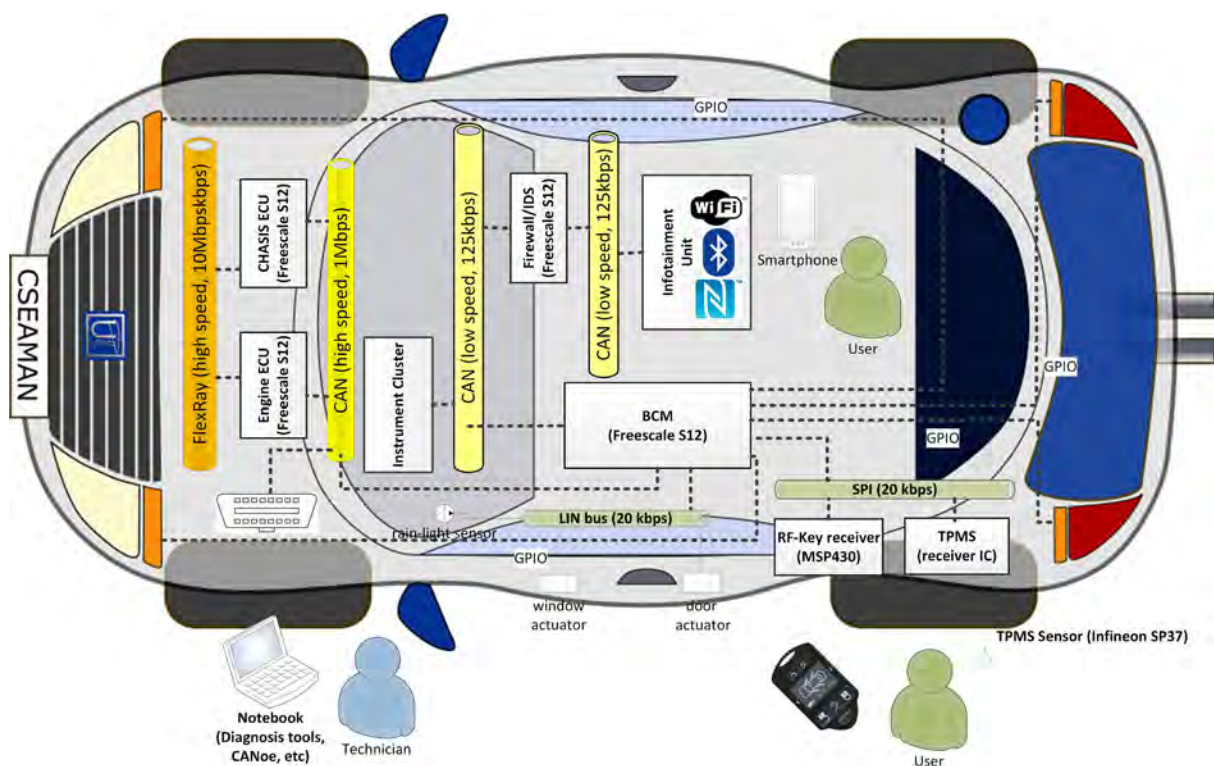 CSEAMAN
UT
FlexRay (high speed, 10Mbpskbps)
CHASIS ECU
(Freescale S12)
Engine ECU
(Freescale S12)
CAN (high speed, 1Mbps)
Instrument Cluster
CAN (low speed, 125kbps)
Firewall/IDS
(Freescale S12)
CAN (low speed, 125kbps)
Infotainment
Unit
Wi Fi
Smartphone
User
GPIO
GPIO
GPIO
BCM
(Freescale S12)
SPI (20 kbps)
LIN bus (20 kbps)
rain-light sensor
GPIO
RF-Key receiver
(MSP430)
TPMS
(receiver IC)
window
actuator
door
actuator
TPMS Sensor (Infineon SP37)
Notebook
(Diagnosis tools,
CANoe, etc)
Technician
User